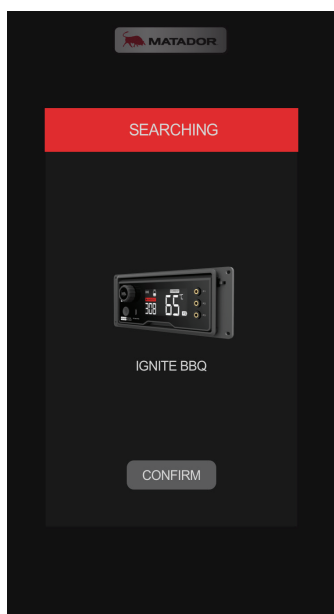 MATADOR
SEARCHING
308
65
°C
IGNITE BBQ
CONFIRM